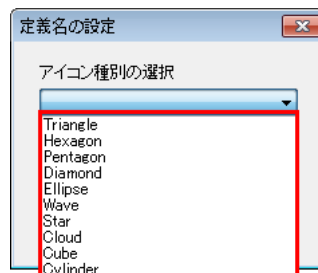 定義名の設定
アイコン種別の選択
Triangle
Hexagon
Pentagon
Diamond
Ellipse
Wave
Star
Cloud
Cube
Cylinder